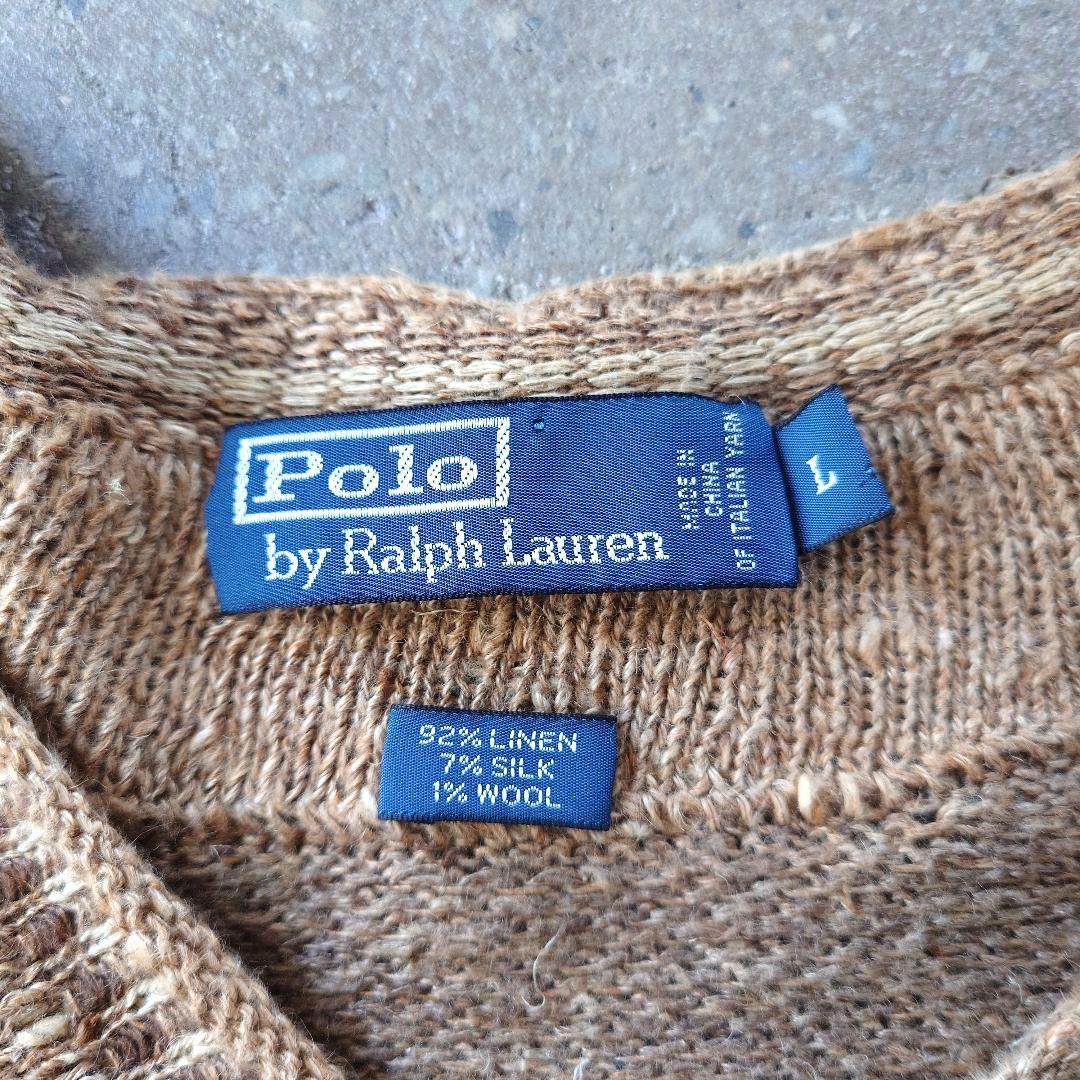 Polo
by Ralph Lauren
MADE IN
CHINA
OF ITALIAN YARN
L
92% LINEN
7% SILK
1% WOOL